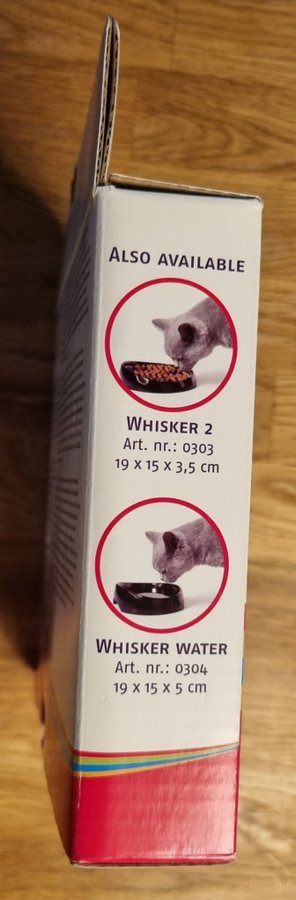 ALSO AVAILABLE
WHISKER 2
Art. nr.: 0303
19 x 15 x 3,5 cm
WHISKER WATER
Art. nr.: 0304
19 x 15 x 5 cm